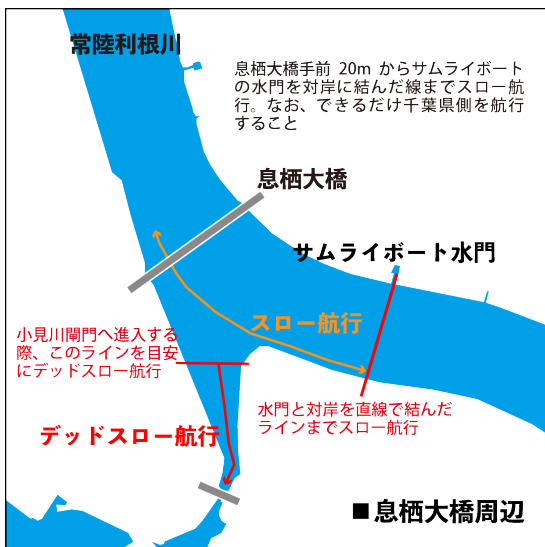 常陸利根川
息栖大橋手前 20m からサムライボート
の水門を対岸に結んだ線までスロー航
行。なお、できるだけ千葉県側を航行
すること
息栖大橋
サムライボート水門
スロー航行
小見川閘門へ進入する
際、このラインを目安
にデッドスロー航行
水門と対岸を直線で結んだ
ラインまでスロー航行
デッドスロー航行
■息栖大橋周辺